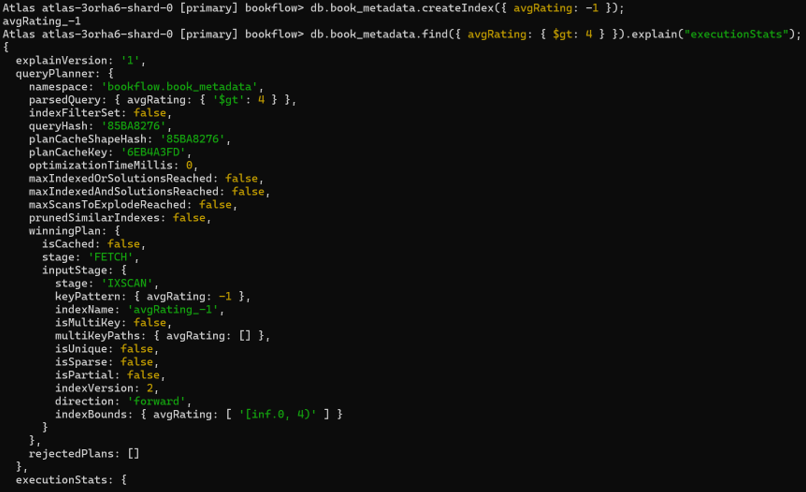 Atlas atlas-3orha6-shard-0 [primary] bookflow> db.book_metadata.createIndex({ avgRating: -1 });
avgRating_-1
Atlas atlas-3orha6-shard-0 [primary] bookflow> db.book_metadata.find({ avgRating: { $gt: 4 } }).explain("executionStats");
{
  explainVersion: '1',
  queryPlanner: {
    namespace: 'bookflow.book_metadata',
    parsedQuery: { avgRating: { '$gt': 4 } },
    indexFilterSet: false,
    queryHash: '85BA8276',
    planCacheShapeHash: '85BA8276',
    planCacheKey: '6EB4A3FD',
    optimizationTimeMillis: 0,
    maxIndexedOrSolutionsReached: false,
    maxIndexedAndSolutionsReached: false,
    maxScansToExplodeReached: false,
    prunedSimilarIndexes: false,
    winningPlan: {
      isCached: false,
      stage: 'FETCH',
      inputStage: {
        stage: 'IXSCAN',
        keyPattern: { avgRating: -1 },
        indexName: 'avgRating_-1',
        isMultiKey: false,
        multiKeyPaths: { avgRating: [] },
        isUnique: false,
        isSparse: false,
        isPartial: false,
        indexVersion: 2,
        direction: 'forward',
        indexBounds: { avgRating: [ '[inf.0, 4)' ] }
      }
    },
    rejectedPlans: []
  },
  executionStats: {